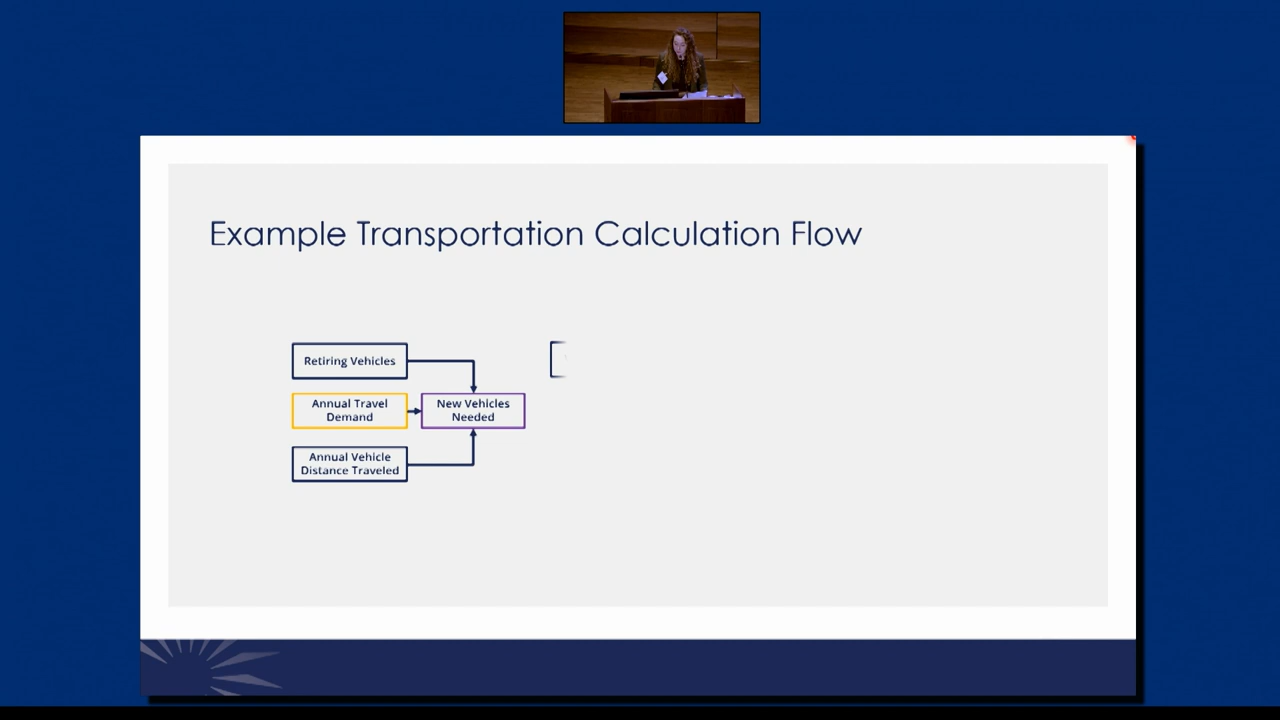 Example Transportation Calculation Flow
Retiring Vehicles
Annual Travel
Demand
New Vehicles
Needed
Annual Vehicle
Distance Traveled